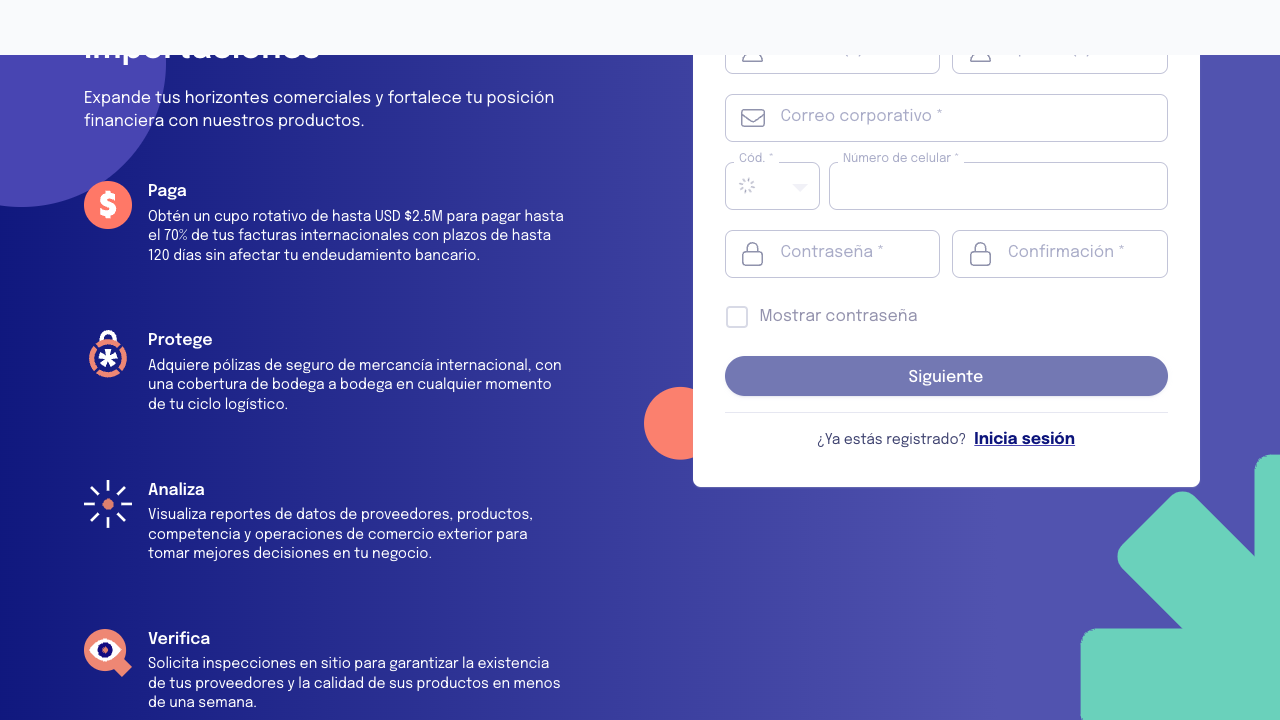 Importaciones
Expande tus horizontes comerciales y fortalece tu posición
financiera con nuestros productos.
Paga
Obtén un cupo rotativo de hasta USD $2.5M para pagar hasta
el 70% de tus facturas internacionales con plazos de hasta
120 días sin afectar tu endeudamiento bancario.
Protege
Adquiere pólizas de seguro de mercancía internacional, con
una cobertura de bodega a bodega en cualquier momento
de tu ciclo logístico.
Analiza
Visualiza reportes de datos de proveedores, productos,
competencia y operaciones de comercio exterior para
tomar mejores decisiones en tu negocio.
Verifica
Solicita inspecciones en sitio para garantizar la existencia
de tus proveedores y la calidad de sus productos en menos
de una semana.
Correo corporativo *
Cód. *
Número de celular *
Contraseña *
Confirmación *
Mostrar contraseña
Siguiente
¿Ya estás registrado? Inicia sesión